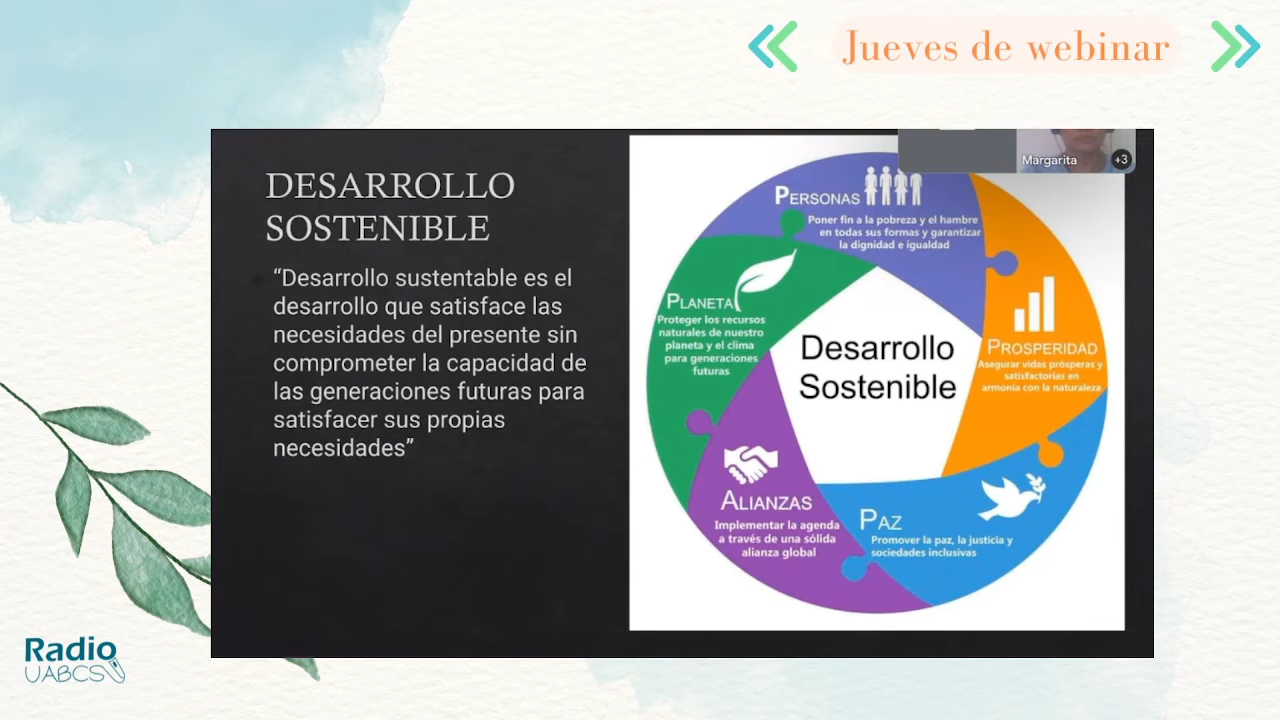 Jueves de webinar
DESARROLLO
SOSTENIBLE
“Desarrollo sustentable es el
desarrollo que satisface las
necesidades del presente sin
comprometer la capacidad de
las generaciones futuras para
satisfacer sus propias
necesidades”
Margarita
+3
PERSONAS
Poner fin a la pobreza y el hambre
en todas sus formas y garantizar
la dignidad e igualdad
PLANETA
Proteger los recursos
naturales de nuestro
planeta y el clima
para generaciones
futuras
Desarrollo
Sostenible
PROSPERIDAD
Asegurar vidas prósperas y
satisfactorias en
armonía con la naturaleza
ALIANZAS
Implementar la agenda
a través de una sólida
alianza global
PAZ
Promover la paz, la justicia y
sociedades inclusivas
Radio
UABCS